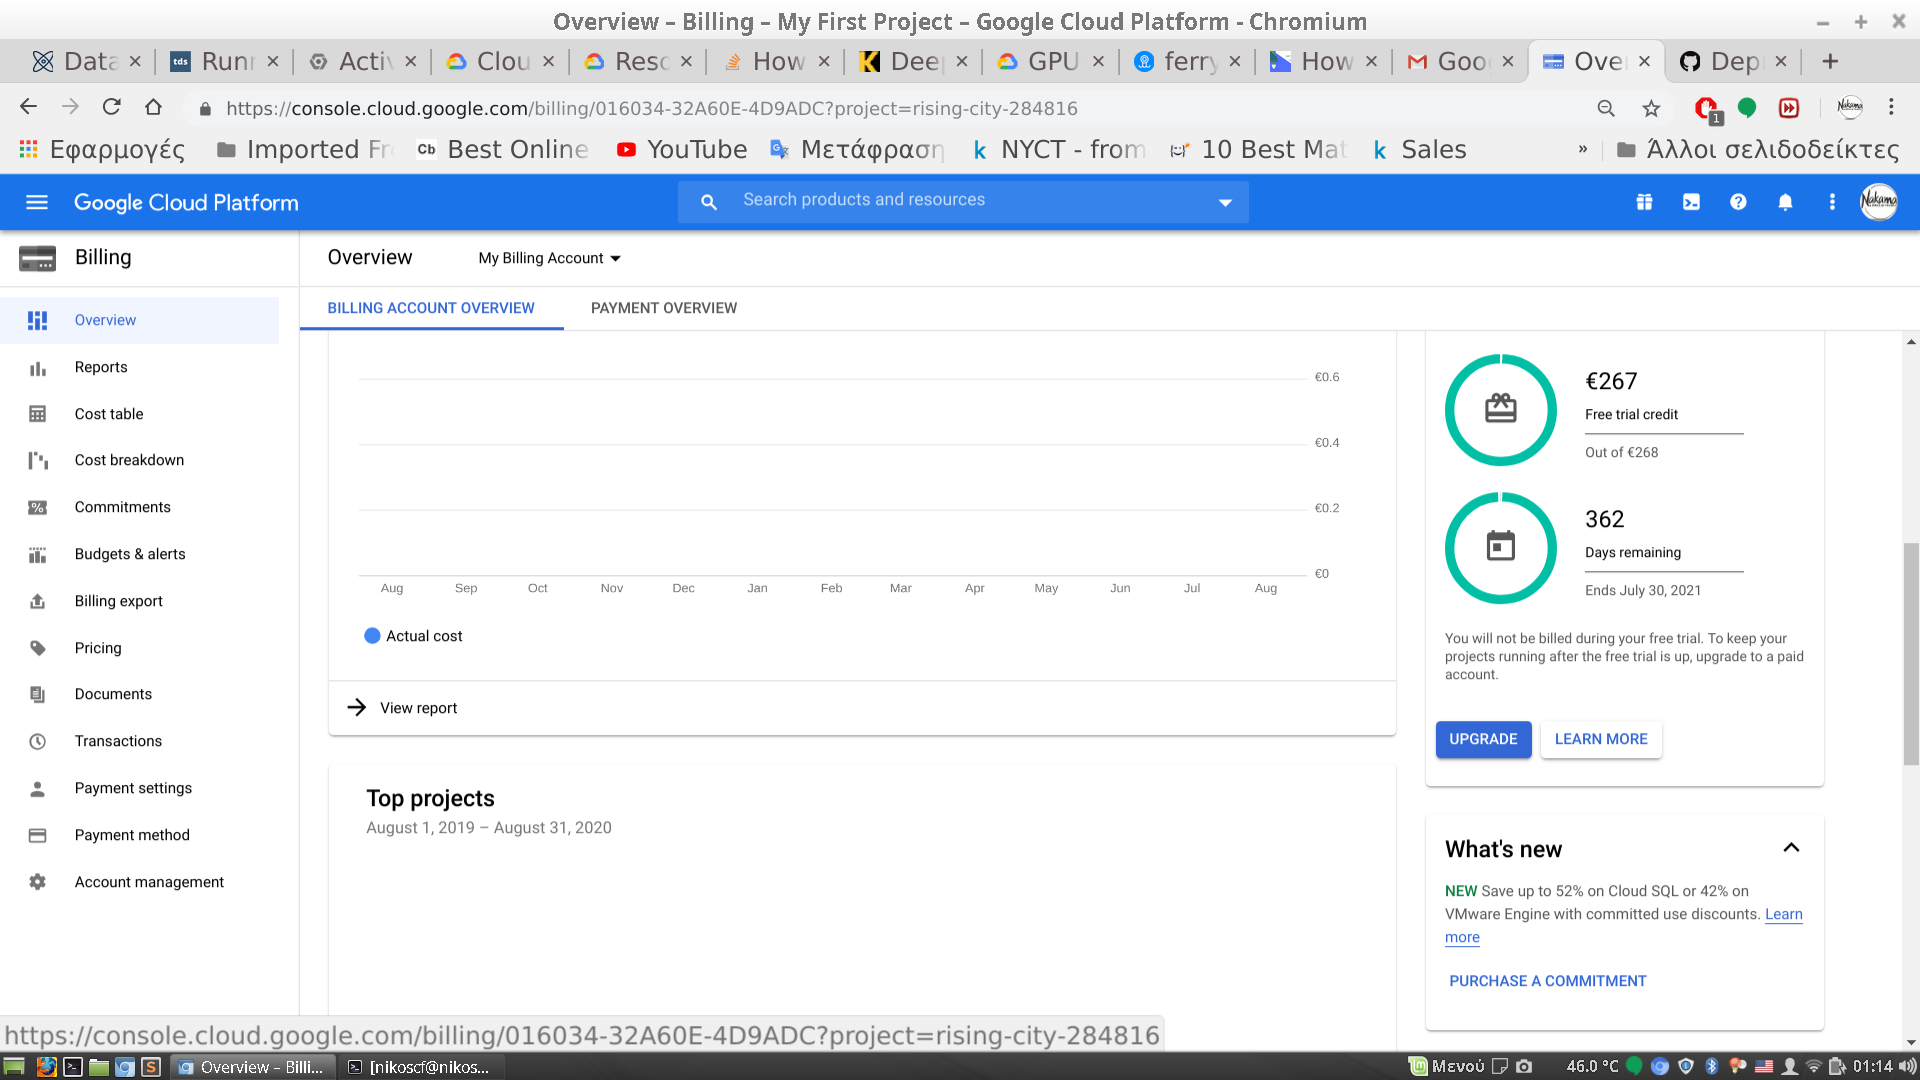 Overview – Billing – My First Project – Google Cloud Platform - Chromium
Data
tds Runn
Activ
Clou
Reso
How
Deep
GPU
ferry
How
Goo
Over
Dep
https://console.cloud.google.com/billing/016034-32A60E-4D9ADC?project=rising-city-284816
1
Nakama
Εφαρμογές
Imported Fr
Cb Best Online
YouTube
Μετάφραση
k NYCT - from
10 Best Mat
k Sales
»
Άλλοι σελιδοδείκτες
Google Cloud Platform
Search products and resources
Nakama
Billing
Overview
My Billing Account
BILLING ACCOUNT OVERVIEW
PAYMENT OVERVIEW
Overview
Reports
Cost table
Cost breakdown
Commitments
Budgets & alerts
Billing export
Pricing
Documents
Transactions
Payment settings
Payment method
Account management
€0.6
€0.4
€0.2
€0
Aug Sep Oct Nov Dec Jan Feb Mar Apr May Jun Jul Aug
Actual cost
View report
Top projects
August 1, 2019 – August 31, 2020
€267
Free trial credit
Out of €268
362
Days remaining
Ends July 30, 2021
You will not be billed during your free trial. To keep your
projects running after the free trial is up, upgrade to a paid
account.
UPGRADE
LEARN MORE
What's new
NEW Save up to 52% on Cloud SQL or 42% on
VMware Engine with committed use discounts. Learn
more
PURCHASE A COMMITMENT
https://console.cloud.google.com/billing/016034-32A60E-4D9ADC?project=rising-city-284816
Overview – Billi...
[nikoscf@nikos...
Μενού
46.0 °C
01:14